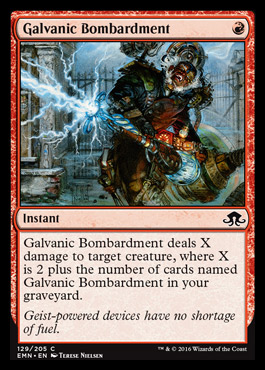 Galvanic Bombardment
Instant
Galvanic Bombardment deals X
damage to target creature, where X
is 2 plus the number of cards named
Galvanic Bombardment in your
graveyard.
Geist-powered devices have no shortage
of fuel.
129/205 C
EMN • EN Terese Nielsen
™ & © 2016 Wizards of the Coast